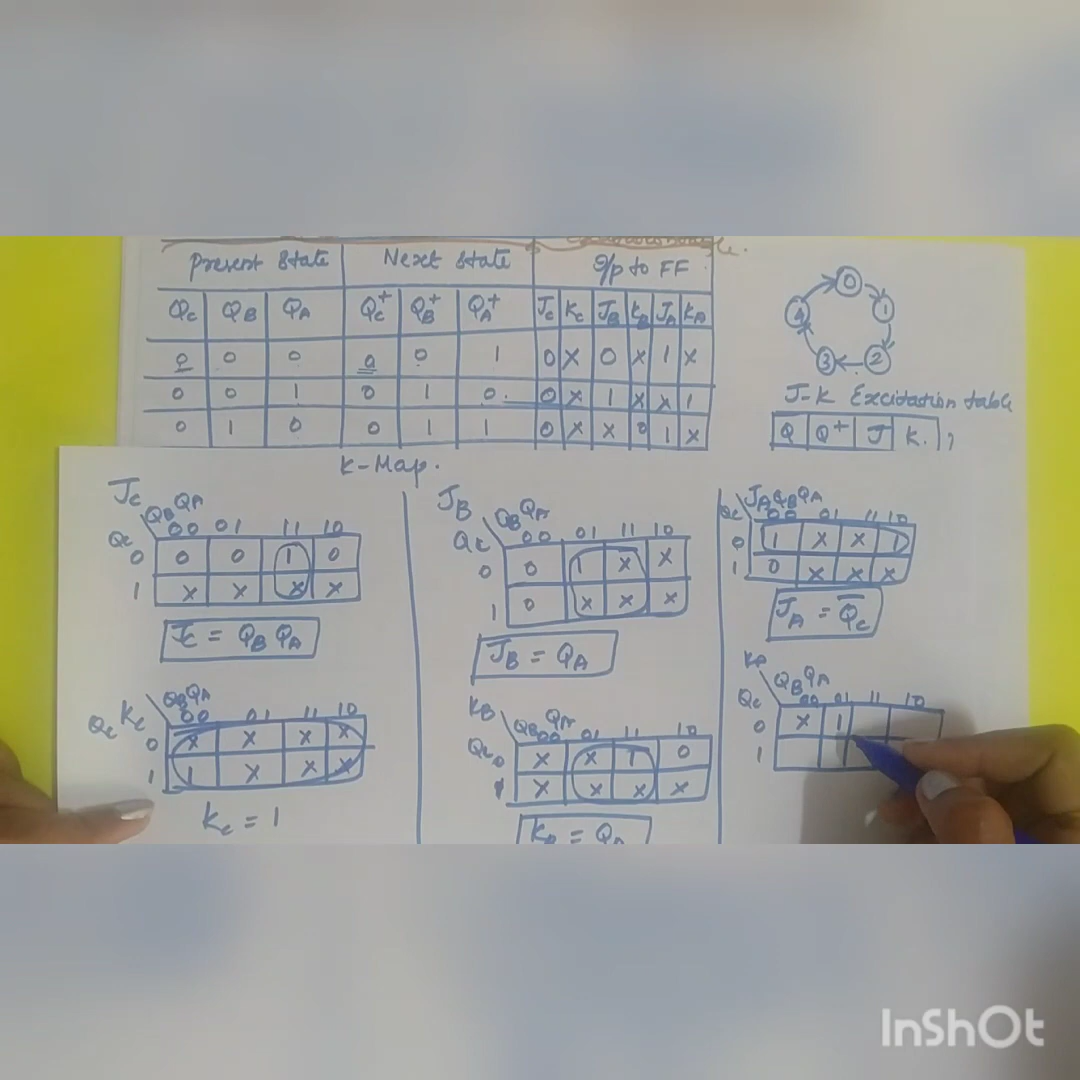 Present State Next State I/p to FF
QC QB QA QC+ QB+ QA+ JC KC JB KB JA KA
0 0 0 0 0 1 0 X 0 X 1 X
0 0 1 0 1 0 0 X 1 X X 1
0 1 0 0 1 1 0 X X 0 1 X
0 1 2 3 4
J-K Excitation table
Q Q+ J K
K-Map.
JC
QBQA
00 01 11 10
QC
0 0 0 1 0
1 X X X X
JC = QB QA
JB
QBQA
00 01 11 10
QC
0 0 1 X X
1 0 X X X
JB = QA
JA QBQA
QC 00 01 11 10
0 1 X X 1
1 0 X X X
JA = Q̅C
KC
QBQA
00 01 11 10
QC
0 X X X X
1 1 X X X
KC = 1
KB
QBQA
00 01 11 10
QC
0 X X 1 0
1 X X X X
KB = QA
KA
QBQA
00 01 11 10
QC
0 X 1
1
InShOt